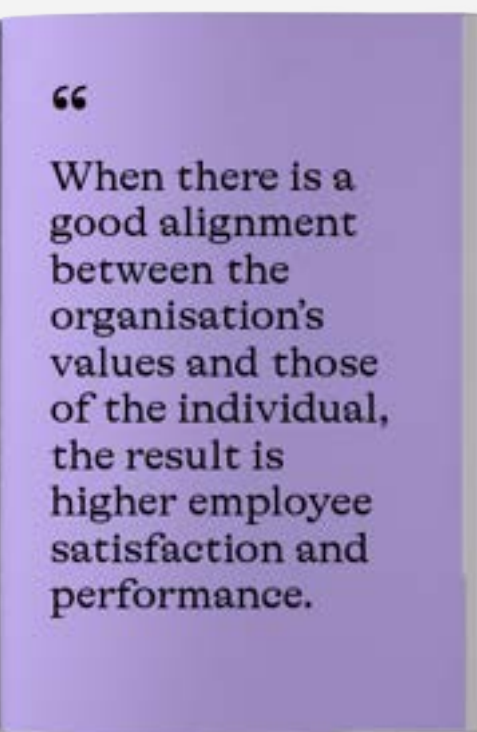 “
When there is a
good alignment
between the
organisation’s
values and those
of the individual,
the result is
higher employee
satisfaction and
performance.